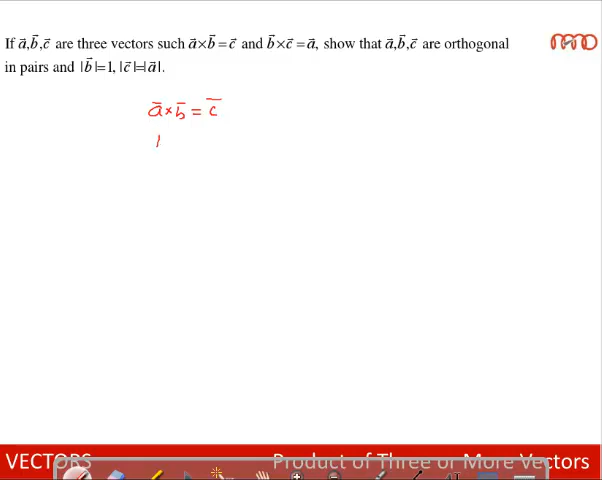 If a⃗,b⃗,c⃗ are three vectors such a⃗×b⃗=c⃗ and b⃗×c⃗=a⃗, show that a⃗,b⃗,c⃗ are orthogonal
in pairs and |b⃗|=1, |c⃗|=|a⃗|.
a̅×b̅ = c̅
VECTORS Product of Three or More Vectors